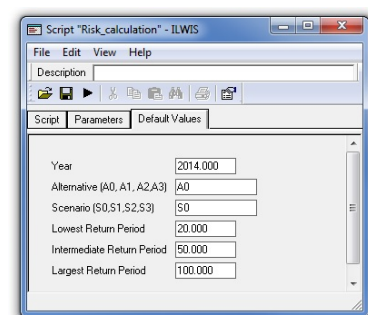 Script "Risk_calculation" - ILWIS
File Edit View Help
Description
Script Parameters Default Values
Year 2014.000
Alternative (A0, A1, A2,A3) A0
Scenario (S0,S1,S2,S3) S0
Lowest Return Period 20.000
Intermediate Return Period 50.000
Largest Return Period 100.000